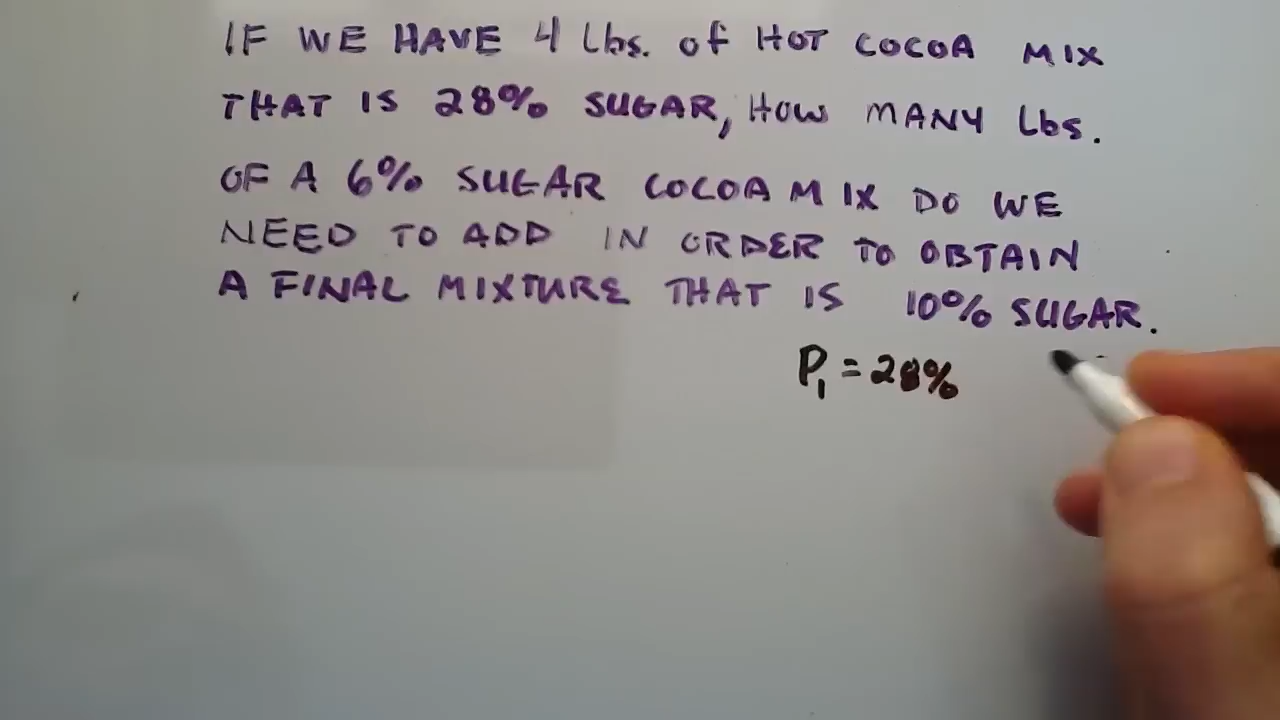 IF WE HAVE 4 Lbs. of HOT COCOA MIX
THAT IS 28% SUGAR, HOW MANY Lbs.
OF A 6% SUGAR COCOA MIX DO WE
NEED TO ADD IN ORDER TO OBTAIN
A FINAL MIXTURE THAT IS 10% SUGAR.
P₁ = 28%